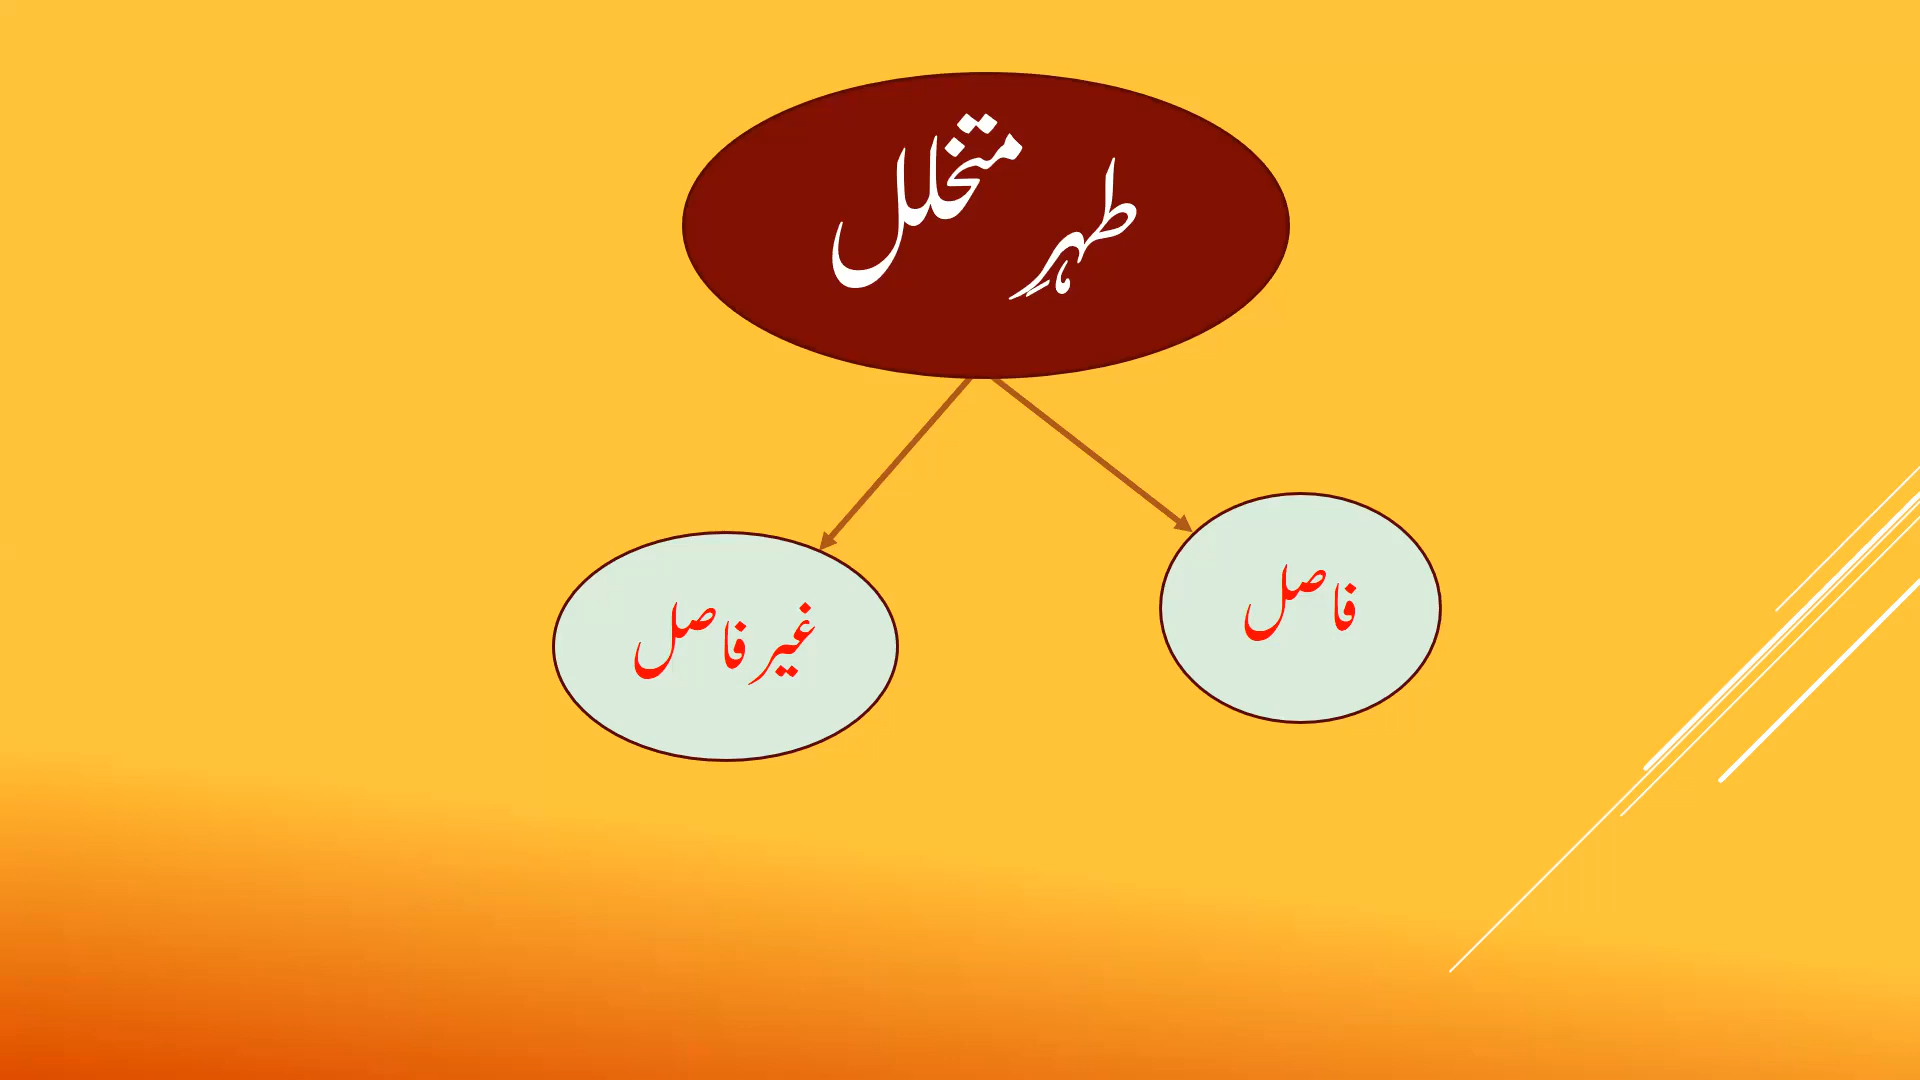 طہرِ متخلل
فاصل
غیر فاصل